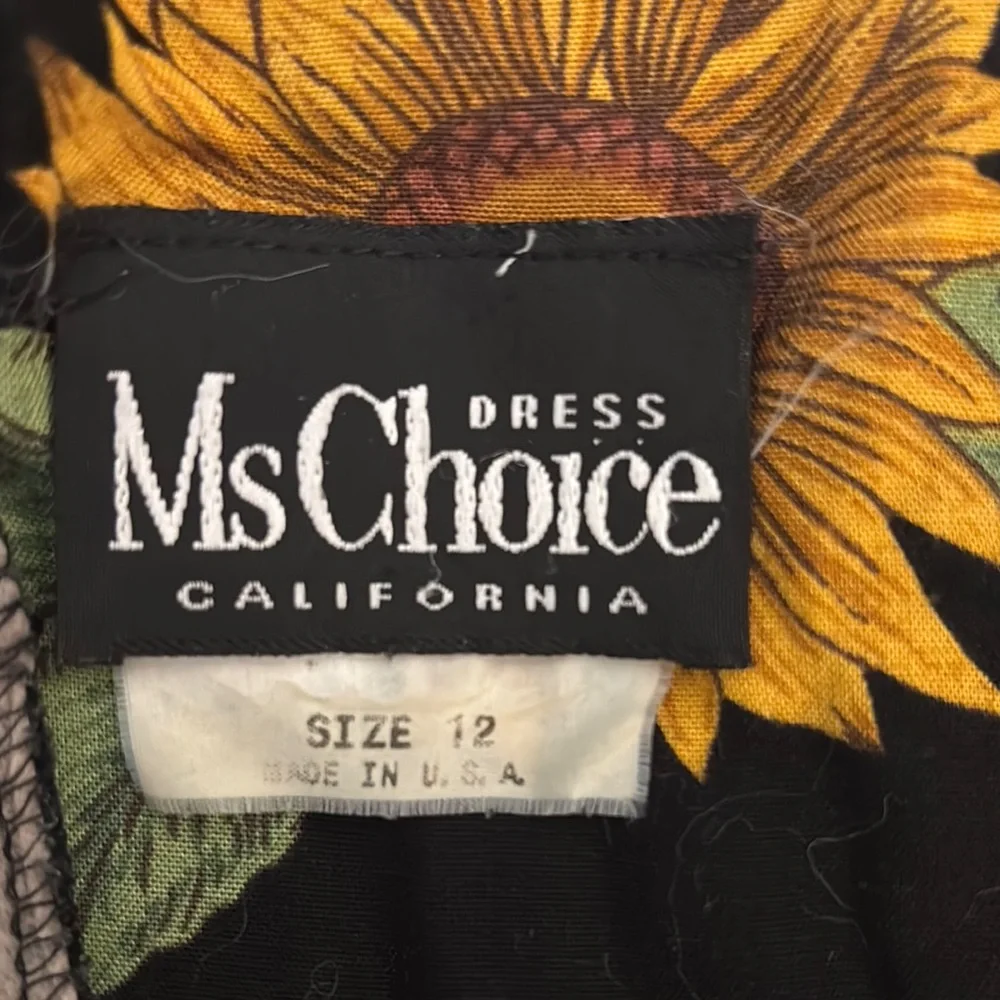 DRESS
Ms Choice
CALIFORNIA
SIZE 12
MADE IN U.S.A.